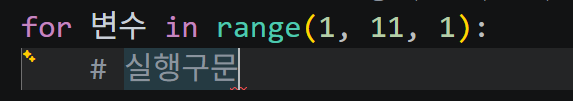 for 변수 in range(1, 11, 1):
# 실행구문